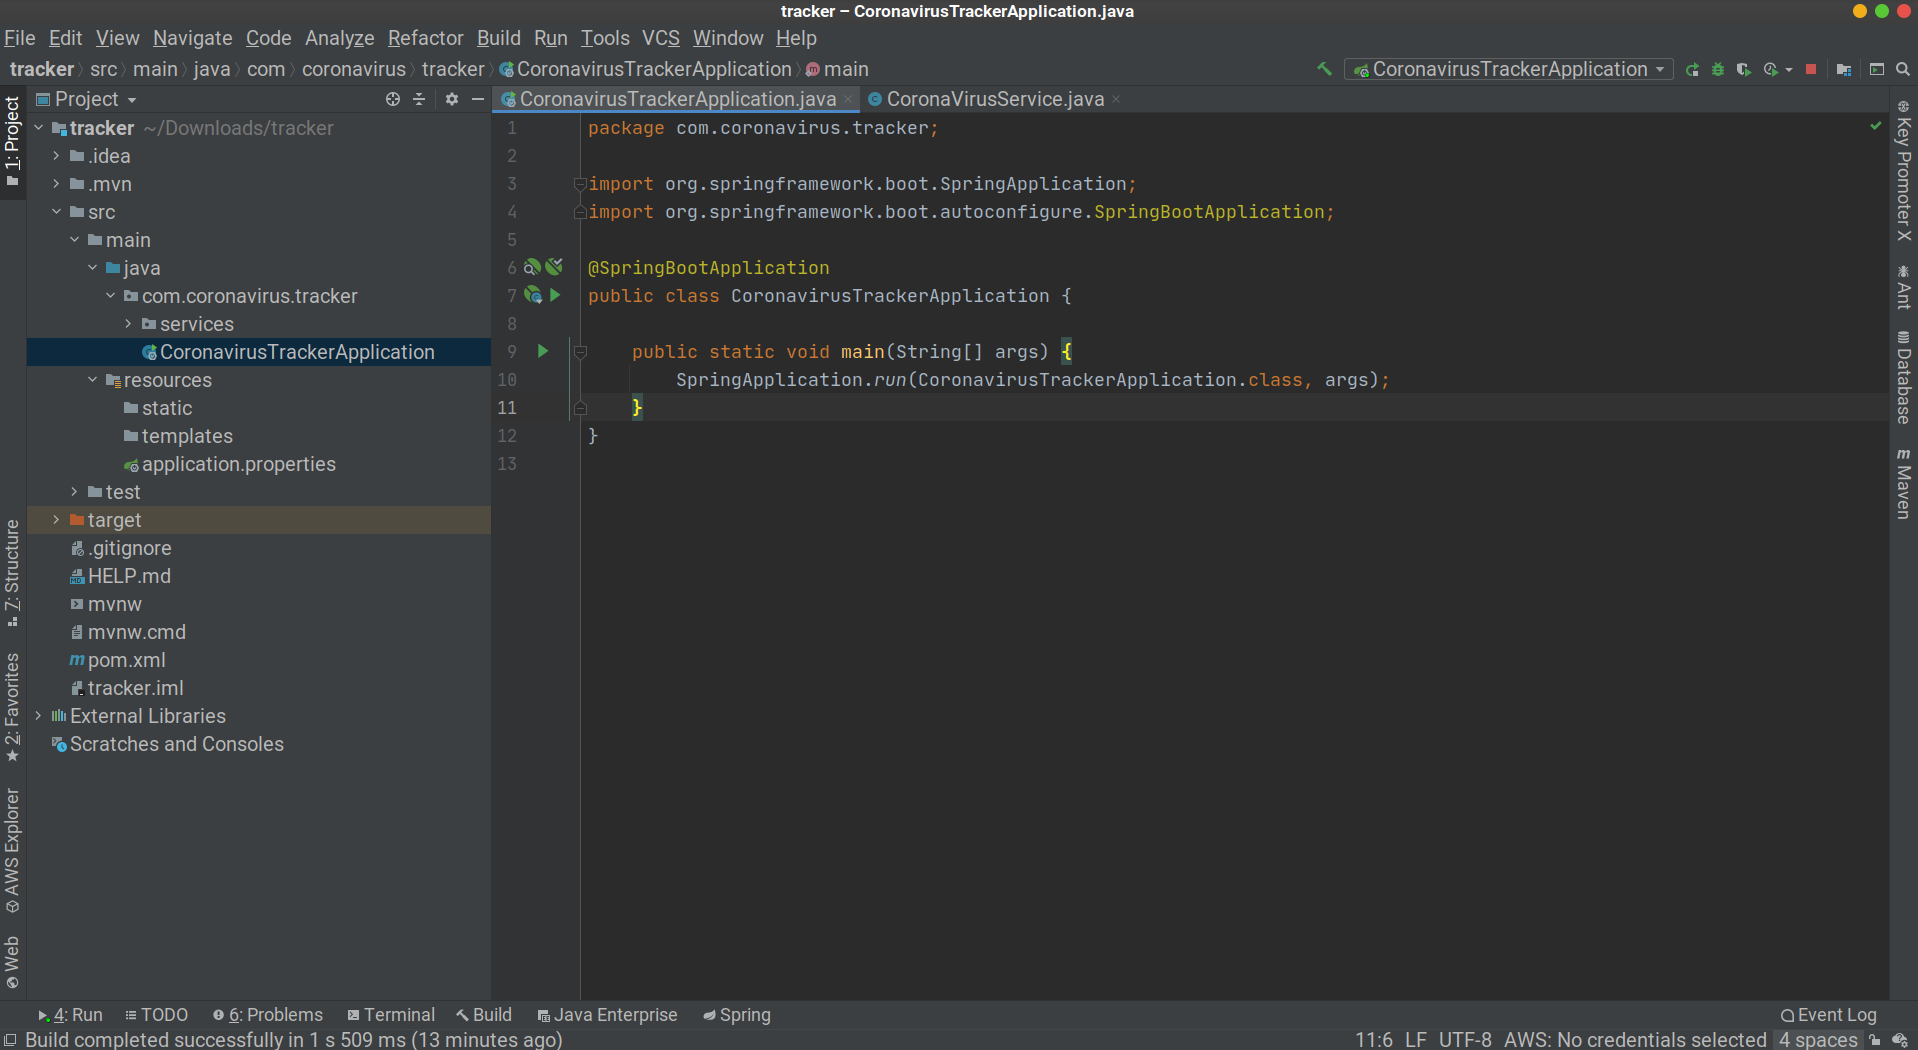 tracker – CoronavirusTrackerApplication.java
File Edit View Navigate Code Analyze Refactor Build Run Tools VCS Window Help
tracker src main java com coronavirus tracker CoronavirusTrackerApplication main
CoronavirusTrackerApplication
1: Project
7: Structure
2: Favorites
AWS Explorer
Web
Project
tracker ~/Downloads/tracker
.idea
.mvn
src
main
java
com.coronavirus.tracker
services
CoronavirusTrackerApplication
resources
static
templates
application.properties
test
target
.gitignore
HELP.md
mvnw
mvnw.cmd
pom.xml
tracker.iml
External Libraries
Scratches and Consoles
CoronavirusTrackerApplication.java CoronaVirusService.java
1 package com.coronavirus.tracker;
2
3 import org.springframework.boot.SpringApplication;
4 import org.springframework.boot.autoconfigure.SpringBootApplication;
5
6 @SpringBootApplication
7 public class CoronavirusTrackerApplication {
8
9 public static void main(String[] args) {
10 SpringApplication.run(CoronavirusTrackerApplication.class, args);
11 }
12 }
13
Key Promoter X
Ant
Database
Maven
4: Run TODO 6: Problems Terminal Build Java Enterprise Spring Event Log
Build completed successfully in 1 s 509 ms (13 minutes ago) 11:6 LF UTF-8 AWS: No credentials selected 4 spaces